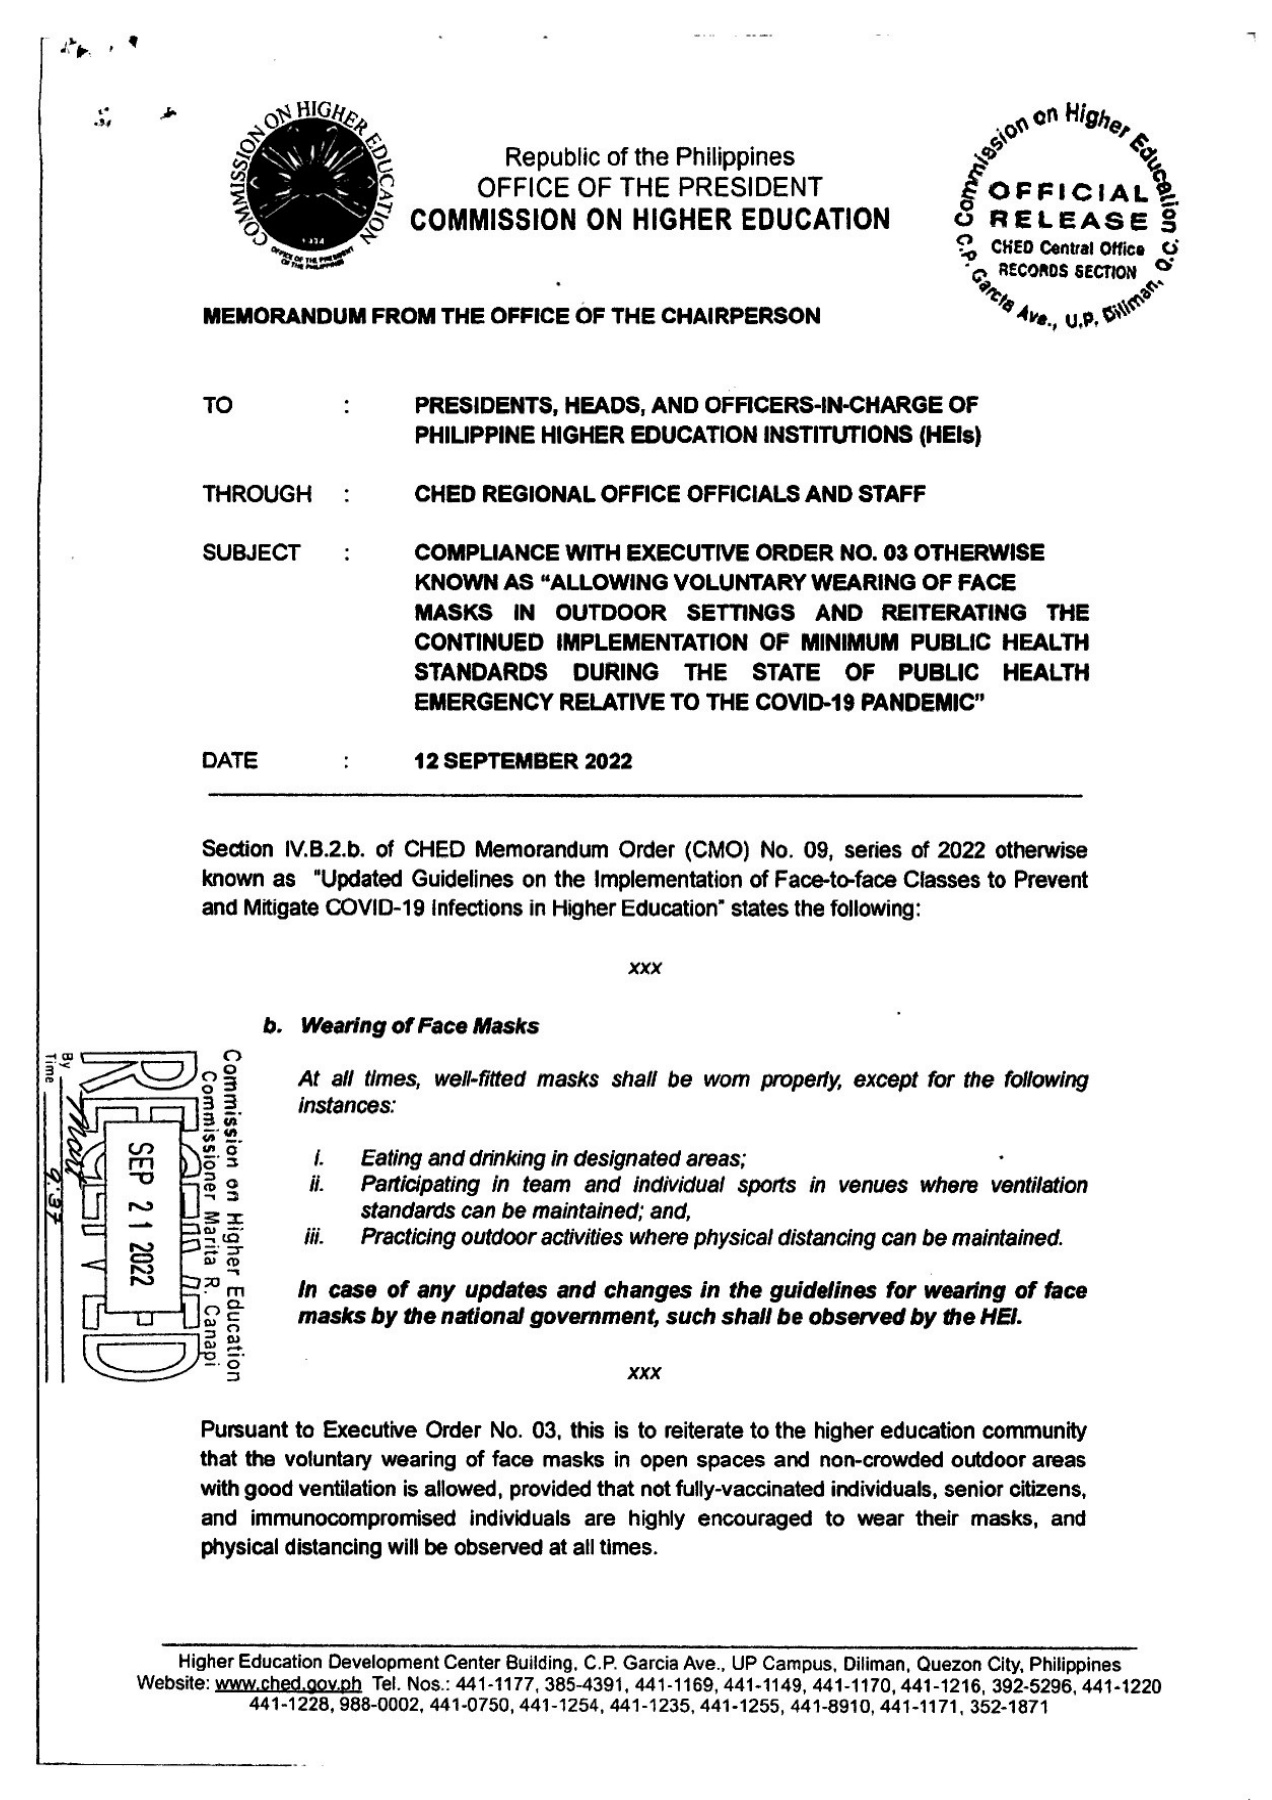 COMMISSION ON HIGHER EDUCATION
OFFICE OF THE PRESIDENT
OF THE PHILIPPINES
Republic of the Philippines
OFFICE OF THE PRESIDENT
COMMISSION ON HIGHER EDUCATION
Commission on Higher Education
OFFICIAL
RELEASE
CHED Central Office
RECORDS SECTION
C.P. Garcia Ave., U.P. Diliman, Q.C.
MEMORANDUM FROM THE OFFICE OF THE CHAIRPERSON
TO : PRESIDENTS, HEADS, AND OFFICERS-IN-CHARGE OF
PHILIPPINE HIGHER EDUCATION INSTITUTIONS (HEIs)
THROUGH : CHED REGIONAL OFFICE OFFICIALS AND STAFF
SUBJECT : COMPLIANCE WITH EXECUTIVE ORDER NO. 03 OTHERWISE
KNOWN AS “ALLOWING VOLUNTARY WEARING OF FACE
MASKS IN OUTDOOR SETTINGS AND REITERATING THE
CONTINUED IMPLEMENTATION OF MINIMUM PUBLIC HEALTH
STANDARDS DURING THE STATE OF PUBLIC HEALTH
EMERGENCY RELATIVE TO THE COVID-19 PANDEMIC”
DATE : 12 SEPTEMBER 2022
Section IV.B.2.b. of CHED Memorandum Order (CMO) No. 09, series of 2022 otherwise
known as "Updated Guidelines on the Implementation of Face-to-face Classes to Prevent
and Mitigate COVID-19 Infections in Higher Education" states the following:
xxx
b. Wearing of Face Masks
At all times, well-fitted masks shall be worn properly, except for the following
instances:
i. Eating and drinking in designated areas;
ii. Participating in team and individual sports in venues where ventilation
standards can be maintained; and,
iii. Practicing outdoor activities where physical distancing can be maintained.
In case of any updates and changes in the guidelines for wearing of face
masks by the national government, such shall be observed by the HEI.
xxx
Commission on Higher Education
Commissioner Marita R. Canapi
RECEIVED
SEP 21 2022
By
Time 9:37
Pursuant to Executive Order No. 03, this is to reiterate to the higher education community
that the voluntary wearing of face masks in open spaces and non-crowded outdoor areas
with good ventilation is allowed, provided that not fully-vaccinated individuals, senior citizens,
and immunocompromised individuals are highly encouraged to wear their masks, and
physical distancing will be observed at all times.
Higher Education Development Center Building, C.P. Garcia Ave., UP Campus, Diliman, Quezon City, Philippines
Website: www.ched.gov.ph Tel. Nos.: 441-1177, 385-4391, 441-1169, 441-1149, 441-1170, 441-1216, 392-5296, 441-1220
441-1228, 988-0002, 441-0750, 441-1254, 441-1235, 441-1255, 441-8910, 441-1171, 352-1871